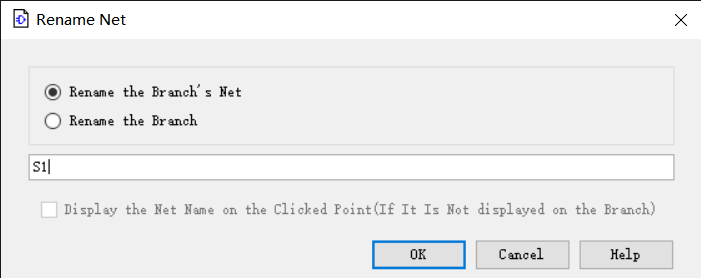 Rename Net
Rename the Branch's Net
Rename the Branch
S1
Display the Net Name on the Clicked Point(If It Is Not displayed on the Branch)
OK Cancel Help